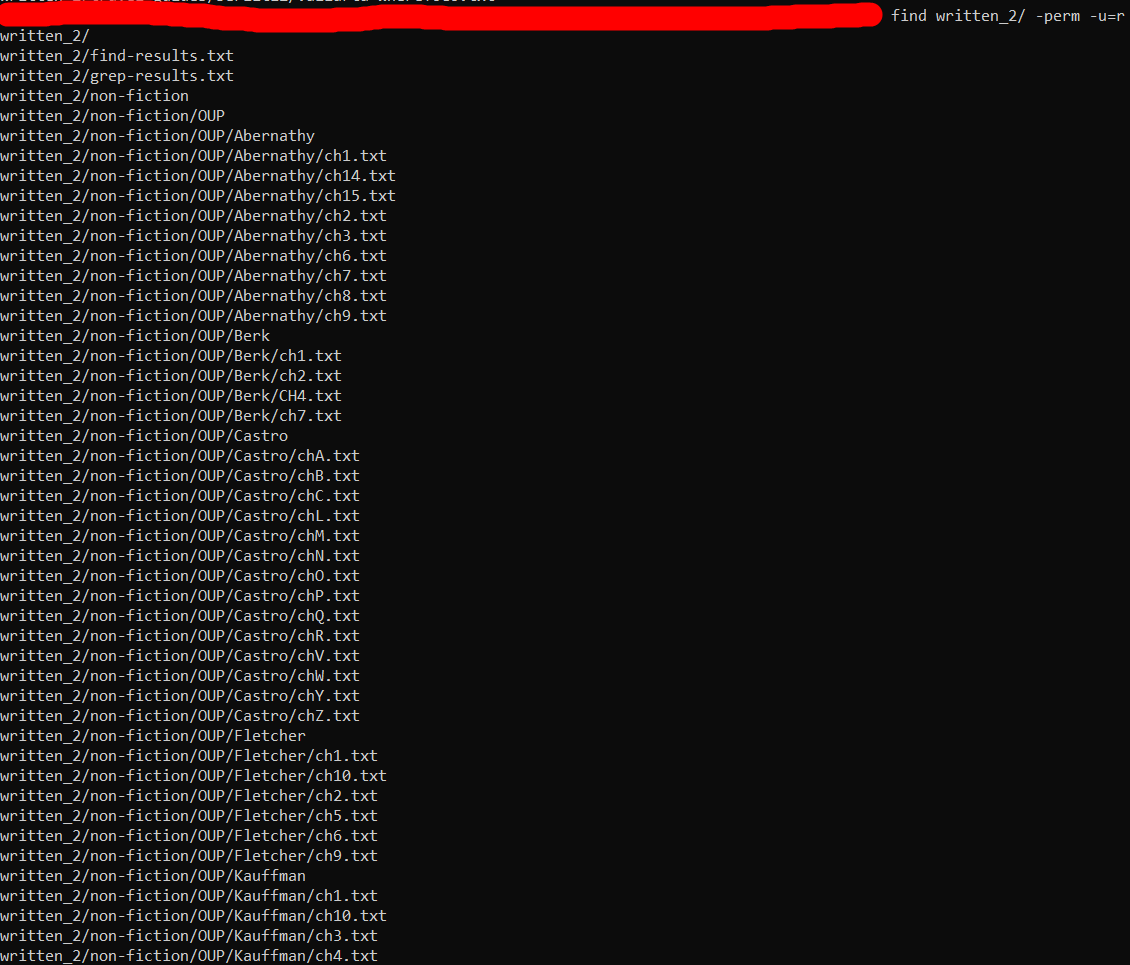 find written_2/ -perm -u=r
written_2/
written_2/find-results.txt
written_2/grep-results.txt
written_2/non-fiction
written_2/non-fiction/OUP
written_2/non-fiction/OUP/Abernathy
written_2/non-fiction/OUP/Abernathy/ch1.txt
written_2/non-fiction/OUP/Abernathy/ch14.txt
written_2/non-fiction/OUP/Abernathy/ch15.txt
written_2/non-fiction/OUP/Abernathy/ch2.txt
written_2/non-fiction/OUP/Abernathy/ch3.txt
written_2/non-fiction/OUP/Abernathy/ch6.txt
written_2/non-fiction/OUP/Abernathy/ch7.txt
written_2/non-fiction/OUP/Abernathy/ch8.txt
written_2/non-fiction/OUP/Abernathy/ch9.txt
written_2/non-fiction/OUP/Berk
written_2/non-fiction/OUP/Berk/ch1.txt
written_2/non-fiction/OUP/Berk/ch2.txt
written_2/non-fiction/OUP/Berk/CH4.txt
written_2/non-fiction/OUP/Berk/ch7.txt
written_2/non-fiction/OUP/Castro
written_2/non-fiction/OUP/Castro/chA.txt
written_2/non-fiction/OUP/Castro/chB.txt
written_2/non-fiction/OUP/Castro/chC.txt
written_2/non-fiction/OUP/Castro/chL.txt
written_2/non-fiction/OUP/Castro/chM.txt
written_2/non-fiction/OUP/Castro/chN.txt
written_2/non-fiction/OUP/Castro/chO.txt
written_2/non-fiction/OUP/Castro/chP.txt
written_2/non-fiction/OUP/Castro/chQ.txt
written_2/non-fiction/OUP/Castro/chR.txt
written_2/non-fiction/OUP/Castro/chV.txt
written_2/non-fiction/OUP/Castro/chW.txt
written_2/non-fiction/OUP/Castro/chY.txt
written_2/non-fiction/OUP/Castro/chZ.txt
written_2/non-fiction/OUP/Fletcher
written_2/non-fiction/OUP/Fletcher/ch1.txt
written_2/non-fiction/OUP/Fletcher/ch10.txt
written_2/non-fiction/OUP/Fletcher/ch2.txt
written_2/non-fiction/OUP/Fletcher/ch5.txt
written_2/non-fiction/OUP/Fletcher/ch6.txt
written_2/non-fiction/OUP/Fletcher/ch9.txt
written_2/non-fiction/OUP/Kauffman
written_2/non-fiction/OUP/Kauffman/ch1.txt
written_2/non-fiction/OUP/Kauffman/ch10.txt
written_2/non-fiction/OUP/Kauffman/ch3.txt
written_2/non-fiction/OUP/Kauffman/ch4.txt